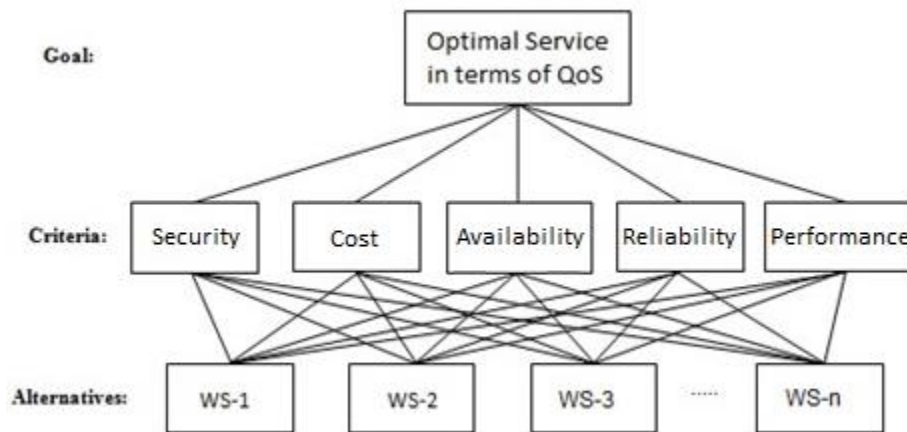 Goal:
Optimal Service
in terms of QoS
Criteria:
Security
Cost
Availability
Reliability
Performance
Alternatives:
WS-1
WS-2
WS-3
.....
WS-n